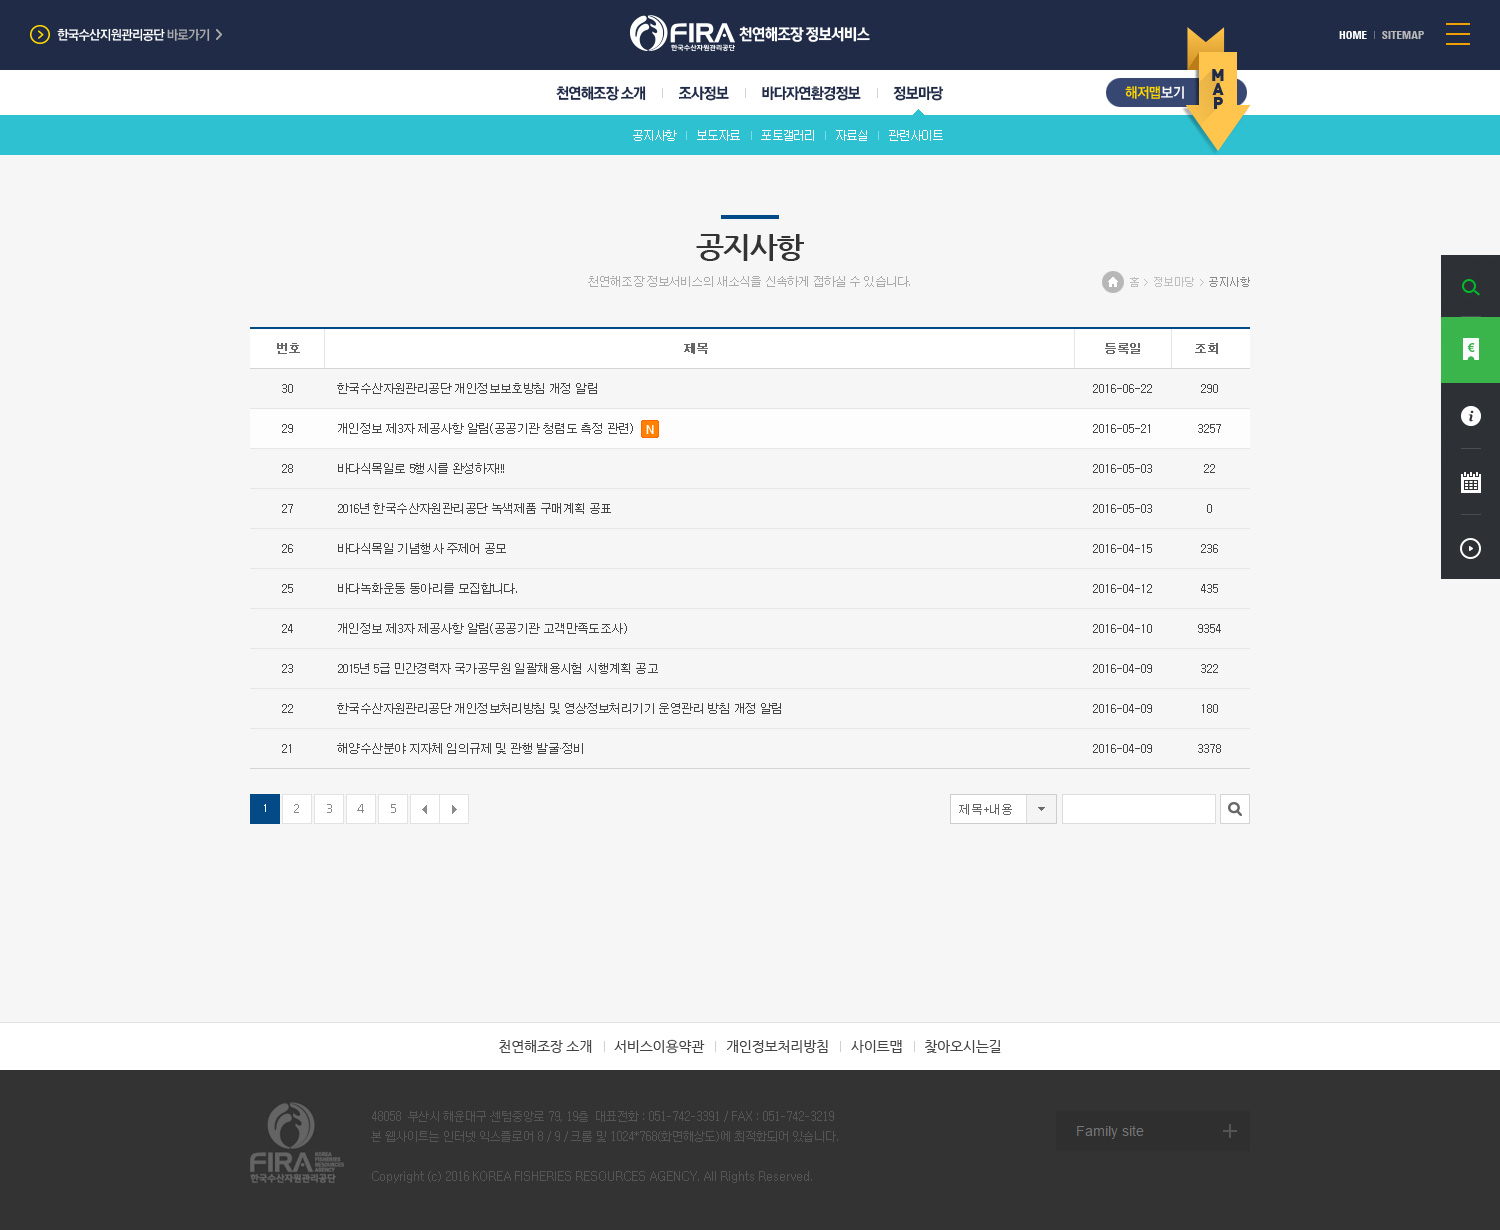 한국수산자원관리공단 바로가기
FIRA 한국수산자원관리공단 천연해조장 정보서비스
HOME SITEMAP
천연해조장 소개 조사정보 바다자연환경정보 정보마당
해저맵보기
MAP
공지사항 보도자료 포토갤러리 자료실 관련사이트
공지사항
천연해조장 정보서비스의 새소식을 신속하게 접하실 수 있습니다.
홈 > 정보마당 > 공지사항
번호 제목 등록일 조회
30 한국수산자원관리공단 개인정보보호방침 개정 알림 2016-06-22 290
29 개인정보 제3자 제공사항 알림(공공기관 청렴도 측정 관련) N 2016-05-21 3257
28 바다식목일로 5행시를 완성하자!!! 2016-05-03 22
27 2016년 한국수산자원관리공단 녹색제품 구매계획 공표 2016-05-03 0
26 바다식목일 기념행사 주제어 공모 2016-04-15 236
25 바다녹화운동 동아리를 모집합니다. 2016-04-12 435
24 개인정보 제3자 제공사항 알림(공공기관 고객만족도조사) 2016-04-10 9354
23 2015년 5급 민간경력자 국가공무원 일괄채용시험 시행계획 공고 2016-04-09 322
22 한국수산자원관리공단 개인정보처리방침 및 영상정보처리기기 운영관리 방침 개정 알림 2016-04-09 180
21 해양수산분야 지자체 임의규제 및 관행 발굴·정비 2016-04-09 3378
1 2 3 4 5
제목+내용
천연해조장 소개 서비스이용약관 개인정보처리방침 사이트맵 찾아오시는길
48058 부산시 해운대구 센텀중앙로 79, 19층 대표전화 : 051-742-3391 / FAX : 051-742-3219
본 웹사이트는 인터넷 익스플로어 8 / 9 / 크롬 및 1024*768(화면해상도)에 최적화되어 있습니다.
Copyright (c) 2016 KOREA FISHERIES RESOURCES AGENCY. All Rights Reserved.
FIRA KOREA FISHERIES RESOURCES AGENCY
한국수산자원관리공단
Family site